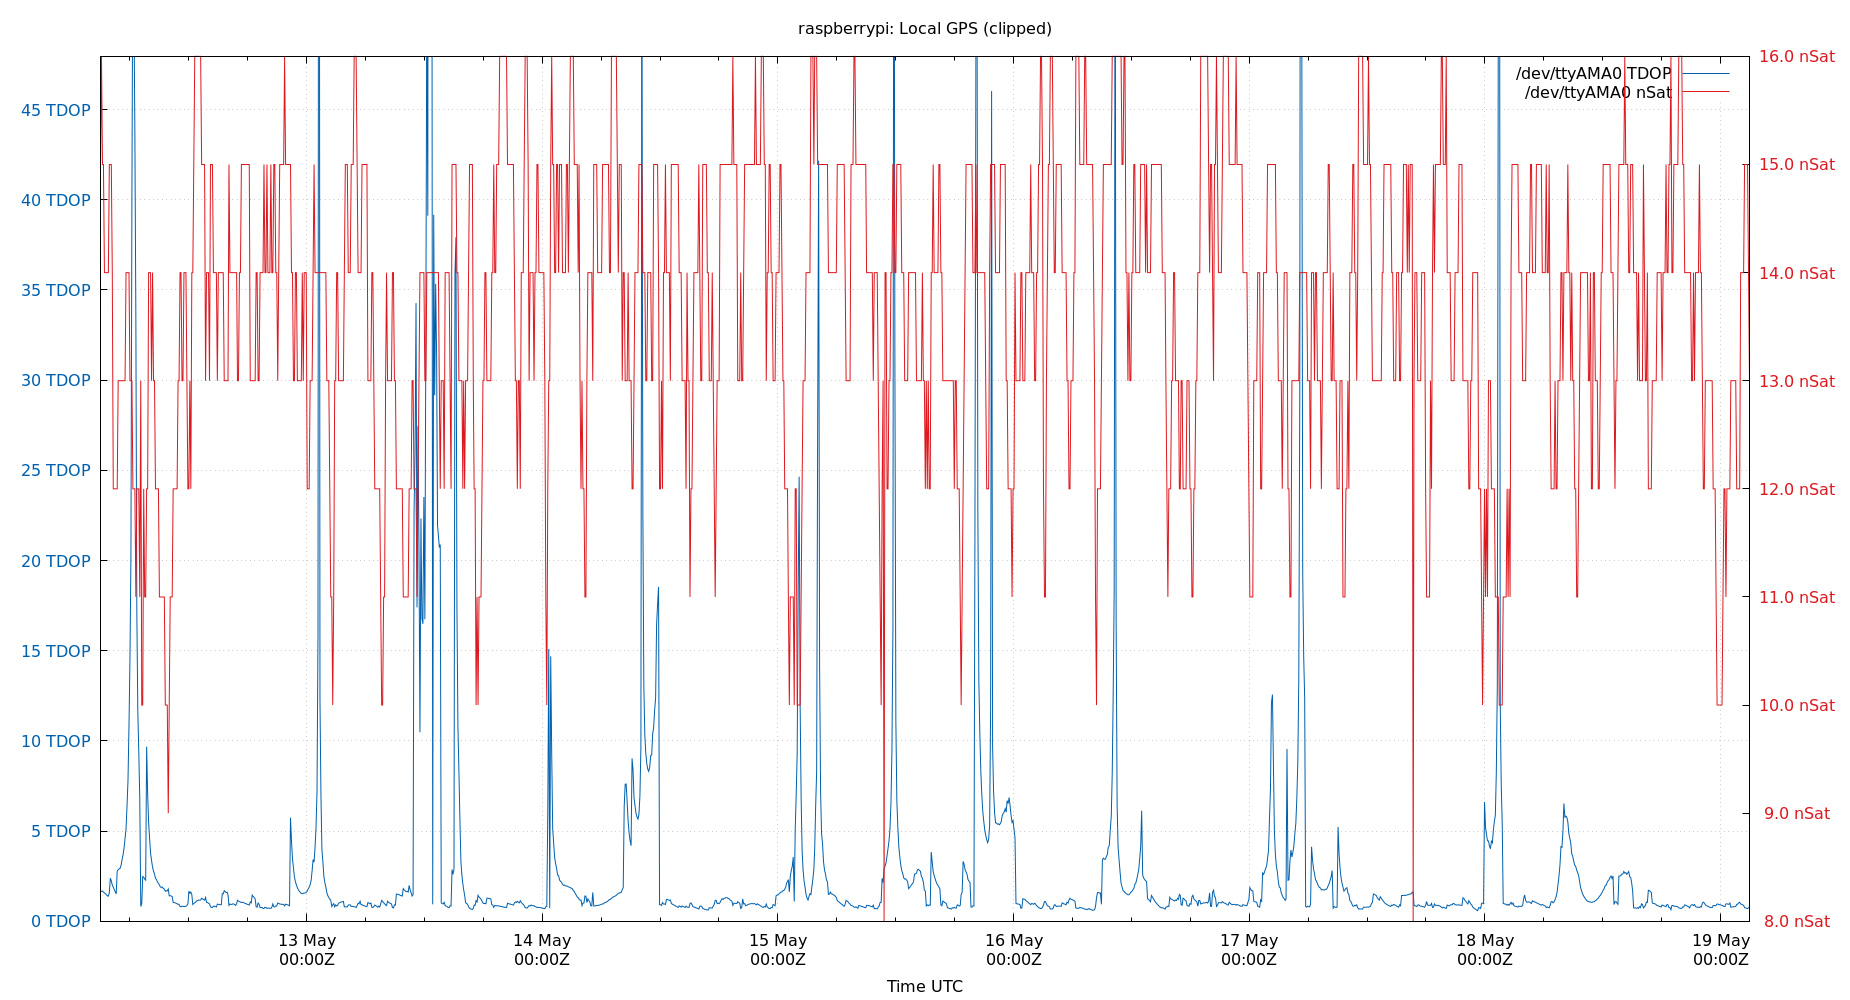 raspberrypi: Local GPS (clipped)
/dev/ttyAMA0 TDOP
/dev/ttyAMA0 nSat
45 TDOP
40 TDOP
35 TDOP
30 TDOP
25 TDOP
20 TDOP
15 TDOP
10 TDOP
5 TDOP
0 TDOP
16.0 nSat
15.0 nSat
14.0 nSat
13.0 nSat
12.0 nSat
11.0 nSat
10.0 nSat
9.0 nSat
8.0 nSat
13 May
00:00Z
14 May
00:00Z
15 May
00:00Z
16 May
00:00Z
17 May
00:00Z
18 May
00:00Z
19 May
00:00Z
Time UTC